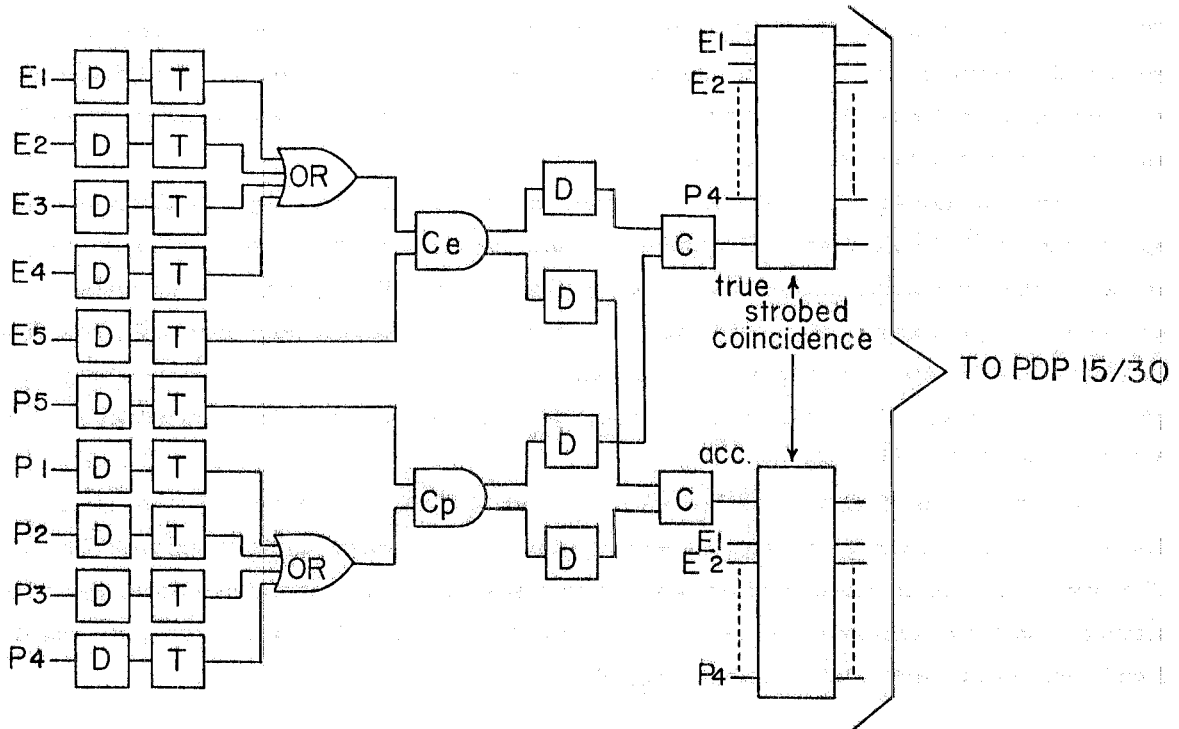 E1 D T
E2 D T
E3 D T
E4 D T
E5 D T
P5 D T
P1 D T
P2 D T
P3 D T
P4 D T
OR
OR
Ce
Cp
D
D
D
D
C
C
E1
E2
P4
true
strobed
coincidence
acc.
E1
E2
P4
TO PDP 15/30